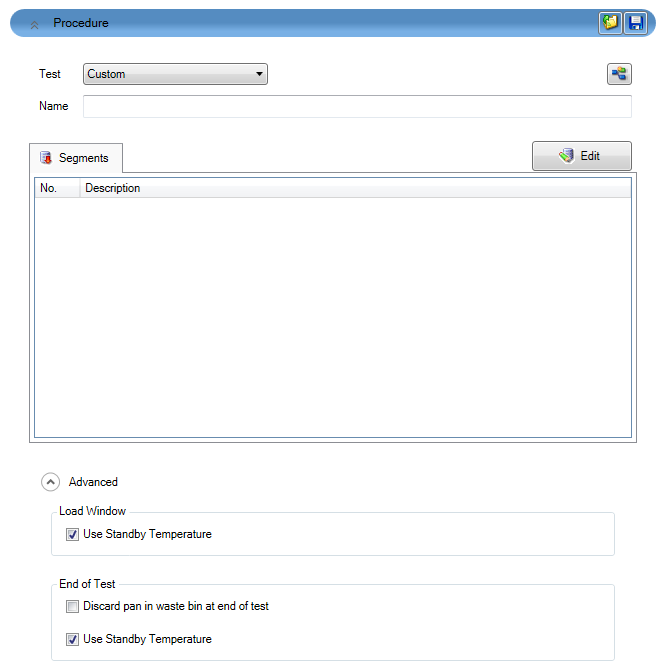 Procedure
Test Custom
Name
Segments Edit
No. Description
Advanced
Load Window
Use Standby Temperature
End of Test
Discard pan in waste bin at end of test
Use Standby Temperature